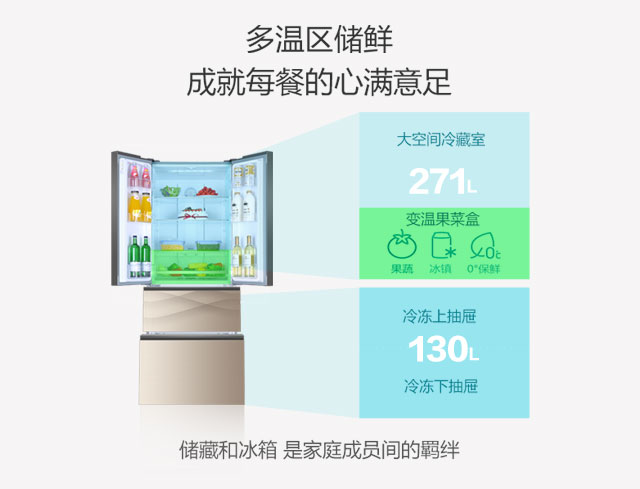 多温区储鲜
成就每餐的心满意足
大空间冷藏室
271L
变温果菜盒
0℃
果蔬 冰镇 0°保鲜
冷冻上抽屉
130L
冷冻下抽屉
储藏和冰箱 是家庭成员间的羁绊